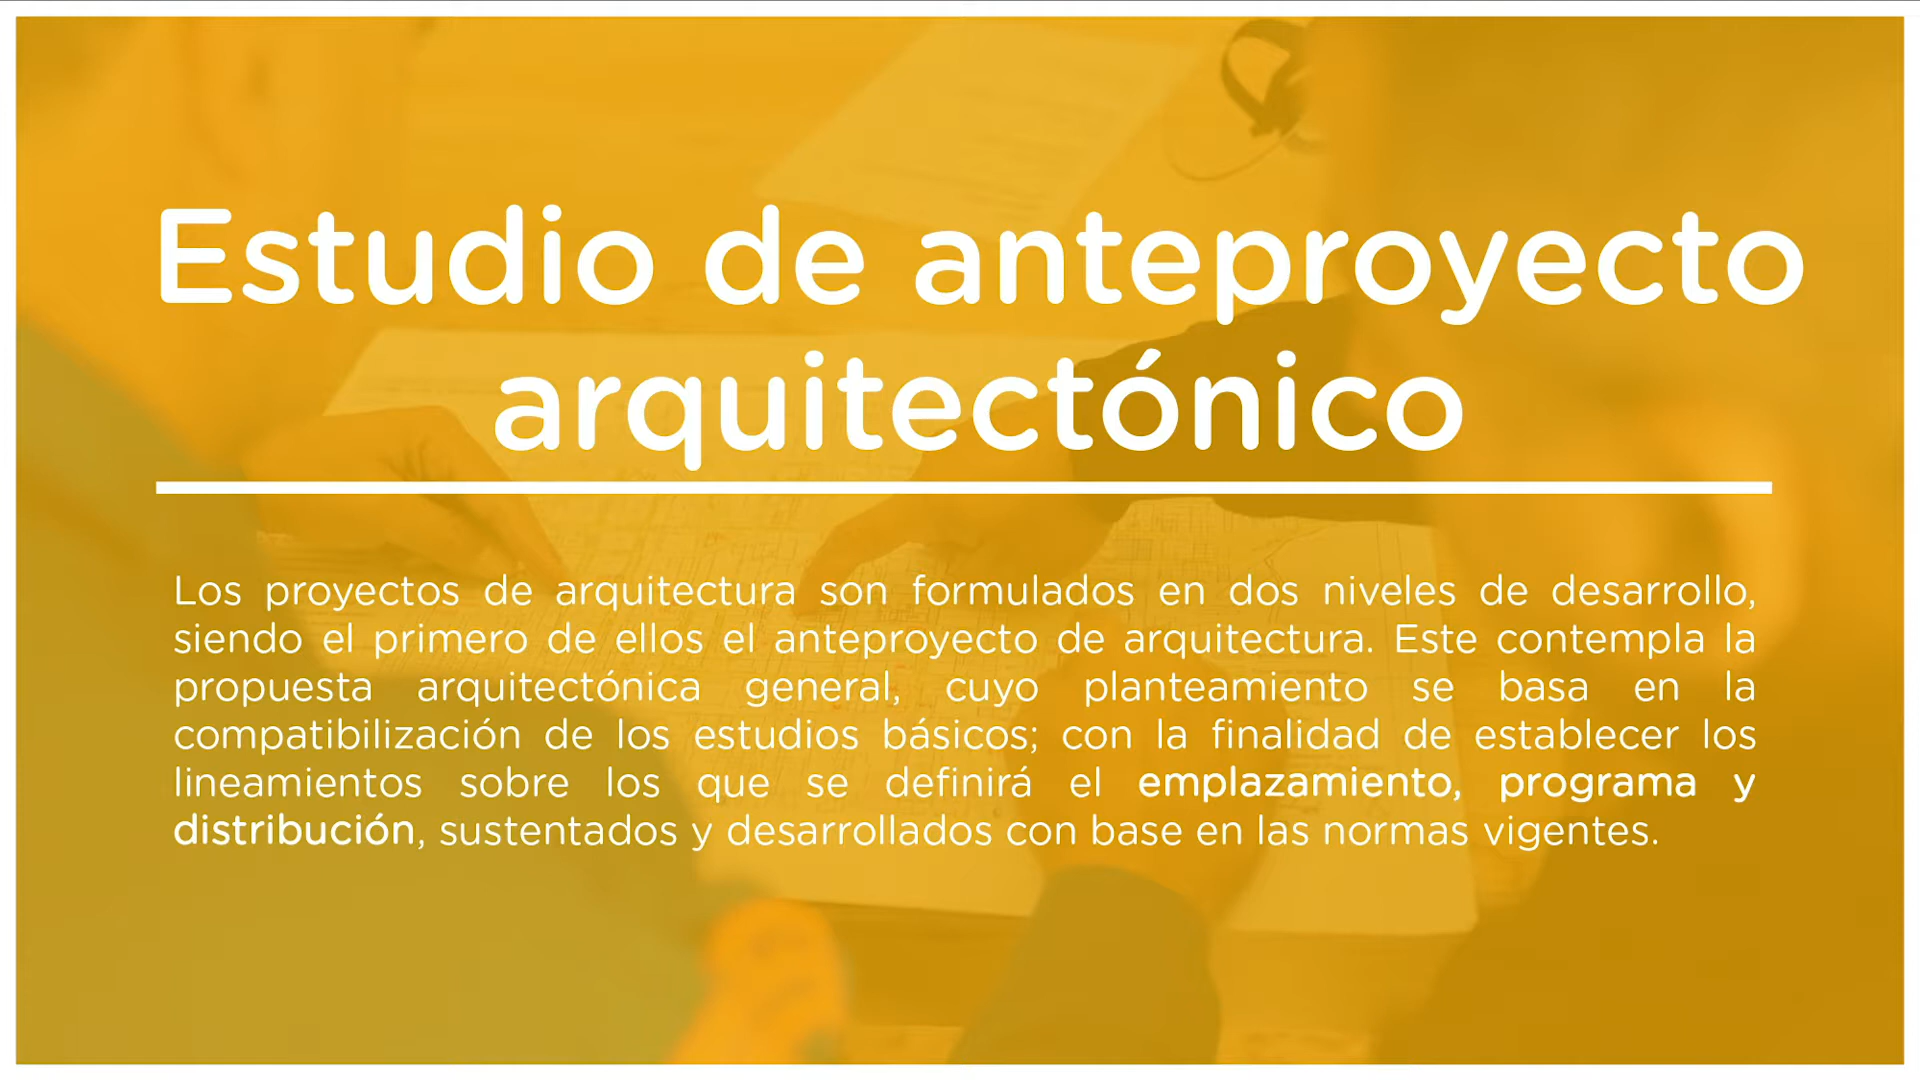 Estudio de anteproyecto
arquitectónico
Los proyectos de arquitectura son formulados en dos niveles de desarrollo,
siendo el primero de ellos el anteproyecto de arquitectura. Este contempla la
propuesta arquitectónica general, cuyo planteamiento se basa en la
compatibilización de los estudios básicos; con la finalidad de establecer los
lineamientos sobre los que se definirá el emplazamiento, programa y
distribución, sustentados y desarrollados con base en las normas vigentes.